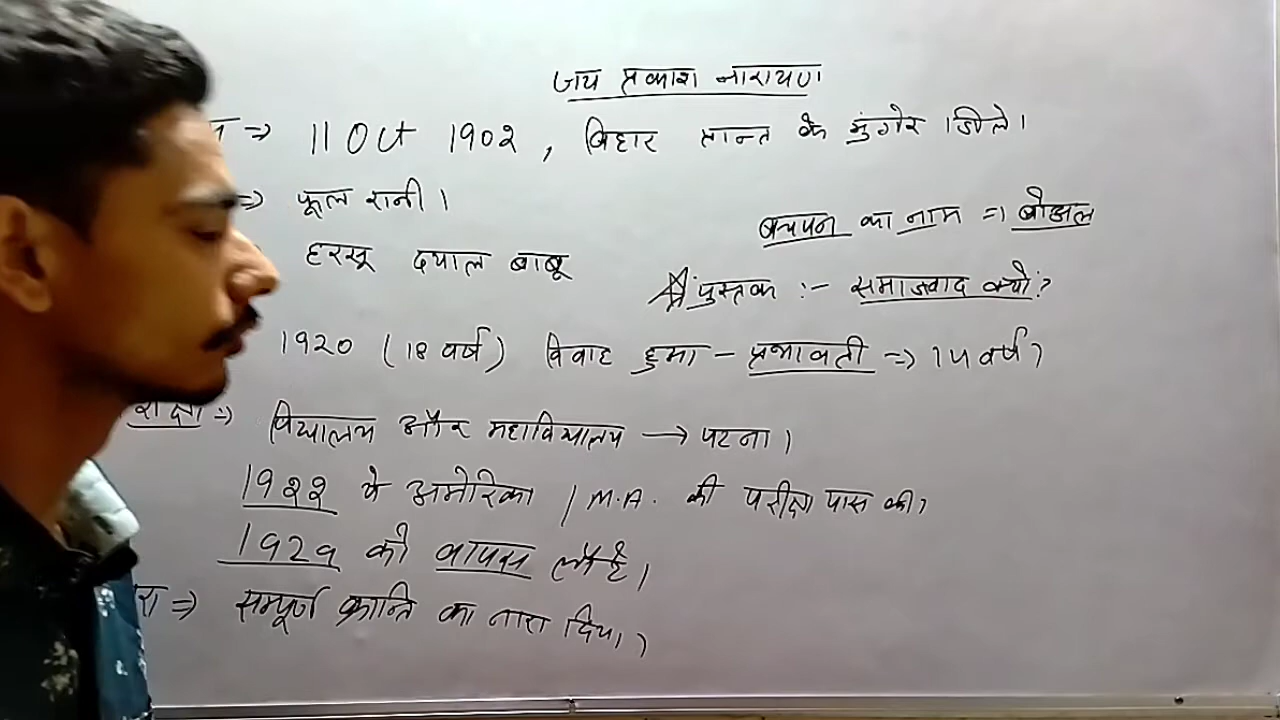 जय प्रकाश नारायण
=> 11 Oct 1902, बिहार प्रान्त के मुंगेर जिले।
=> फूल रानी।
बचपन का नाम => बौउल
हरसू दयाल बाबू
पुस्तक :- समाजवाद क्यों?
1920 (18 वर्ष) विवाह हुआ - प्रभावती => 14 वर्ष।
=> विद्यालय और महाविद्यालय → पटना।
1922 में अमेरिका / M.A. की परीक्षा पास की।
1929 को वापस लौटे।
रा => सम्पूर्ण क्रान्ति का नारा दिया।